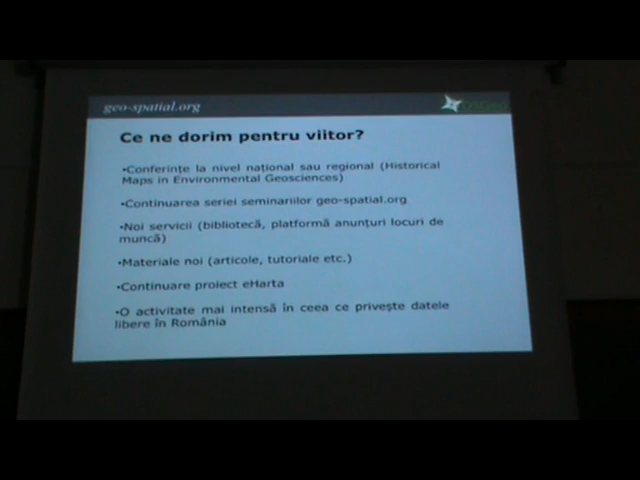 geo-spatial.org
OSGeo
Ce ne dorim pentru viitor?
•Conferințe la nivel național sau regional (Historical
Maps in Environmental Geosciences)
•Continuarea seriei seminariilor geo-spatial.org
•Noi servicii (bibliotecă, platformă anunțuri locuri de
muncă)
•Materiale noi (articole, tutoriale etc.)
•Continuare proiect eHarta
•O activitate mai intensă în ceea ce privește datele
libere în România